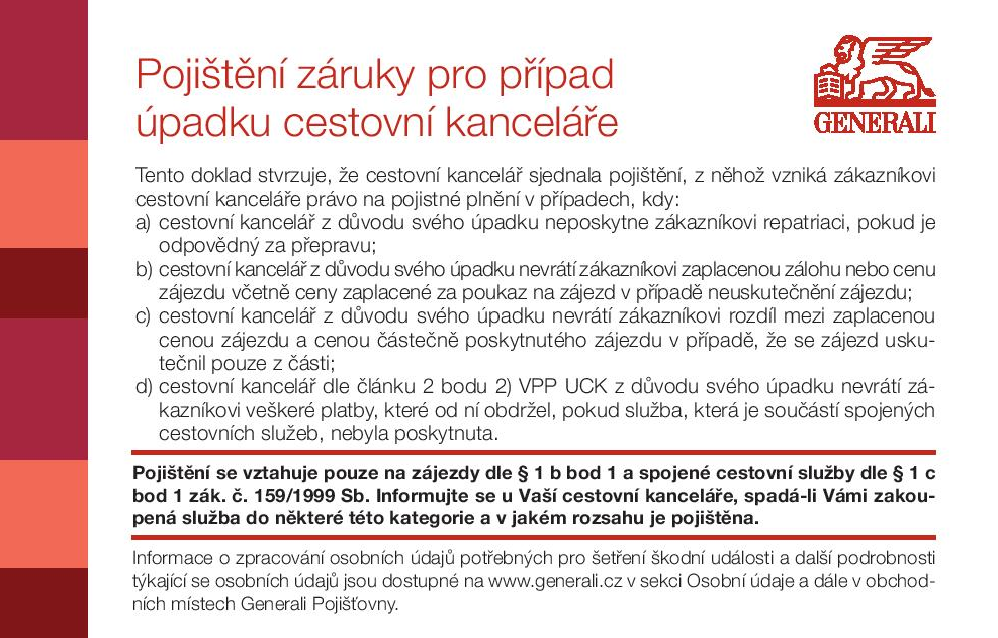 Pojištění záruky pro případ
úpadku cestovní kanceláře
GENERALI
Tento doklad stvrzuje, že cestovní kancelář sjednala pojištění, z něhož vzniká zákazníkovi
cestovní kanceláře právo na pojistné plnění v případech, kdy:
a) cestovní kancelář z důvodu svého úpadku neposkytne zákazníkovi repatriaci, pokud je
odpovědný za přepravu;
b) cestovní kancelář z důvodu svého úpadku nevrátí zákazníkovi zaplacenou zálohu nebo cenu
zájezdu včetně ceny zaplacené za poukaz na zájezd v případě neuskutečnění zájezdu;
c) cestovní kancelář z důvodu svého úpadku nevrátí zákazníkovi rozdíl mezi zaplacenou
cenou zájezdu a cenou částečně poskytnutého zájezdu v případě, že se zájezd usku-
tečnil pouze z části;
d) cestovní kancelář dle článku 2 bodu 2) VPP UCK z důvodu svého úpadku nevrátí zá-
kazníkovi veškeré platby, které od ní obdržel, pokud služba, která je součástí spojených
cestovních služeb, nebyla poskytnuta.
Pojištění se vztahuje pouze na zájezdy dle § 1 b bod 1 a spojené cestovní služby dle § 1 c
bod 1 zák. č. 159/1999 Sb. Informujte se u Vaší cestovní kanceláře, spadá-li Vámi zakou-
pená služba do některé této kategorie a v jakém rozsahu je pojištěna.
Informace o zpracování osobních údajů potřebných pro šetření škodní události a další podrobnosti
týkající se osobních údajů jsou dostupné na www.generali.cz v sekci Osobní údaje a dále v obchod-
ních místech Generali Pojišťovny.